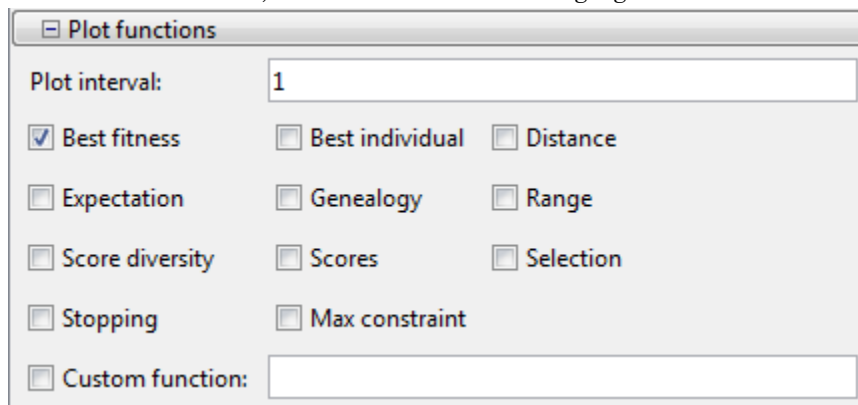 Plot functions
Plot interval: 1
Best fitness Best individual Distance
Expectation Genealogy Range
Score diversity Scores Selection
Stopping Max constraint
Custom function: